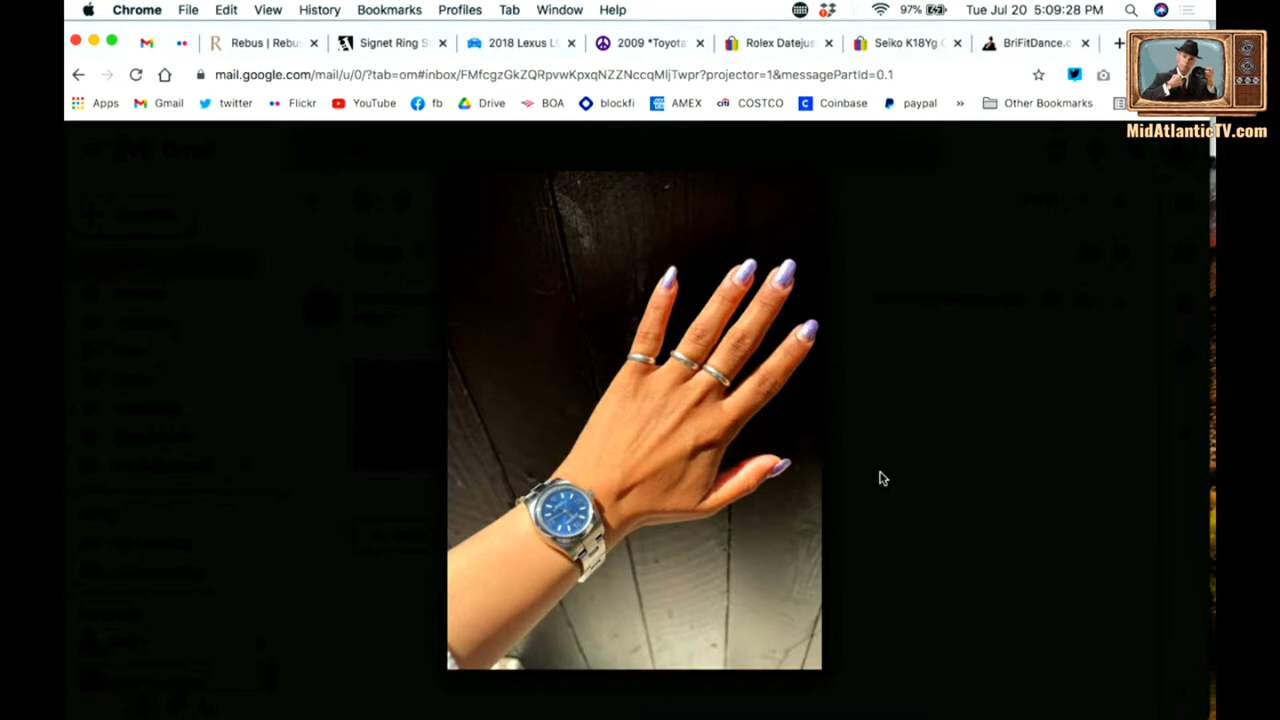 Chrome File Edit View History Bookmarks Profiles Tab Window Help 97% Tue Jul 20 5:09:28 PM
Rebus | Rebu Signet Ring S 2018 Lexus L 2009 *Toyota Rolex Datejus Seiko K18Yg BriFitDance.c
mail.google.com/mail/u/0/?tab=om#inbox/FMfcgzGkZQRpvwKpxqNZZNccqMljTwpr?projector=1&messagePartId=0.1
Apps Gmail twitter Flickr YouTube fb Drive BOA blockfi AMEX COSTCO Coinbase paypal » Other Bookmarks
MidAtlanticTV.com